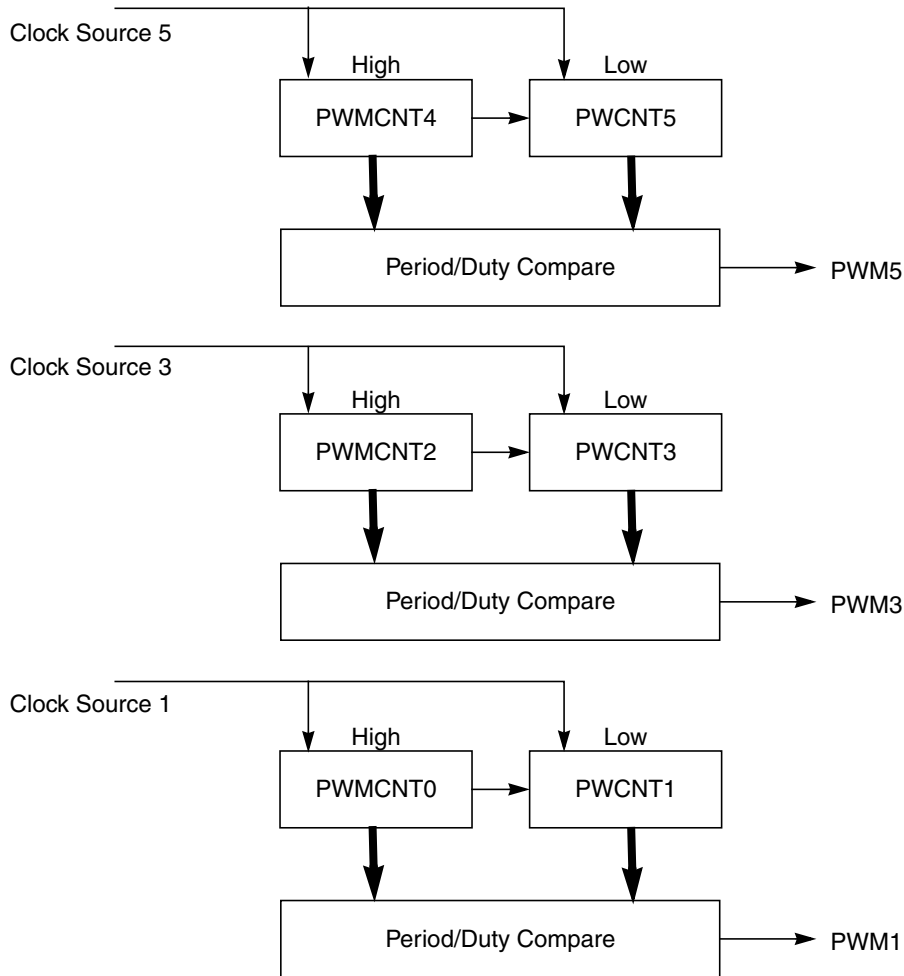 Clock Source 5
High
Low
PWMCNT4
PWCNT5
Period/Duty Compare
PWM5
Clock Source 3
High
Low
PWMCNT2
PWCNT3
Period/Duty Compare
PWM3
Clock Source 1
High
Low
PWMCNT0
PWCNT1
Period/Duty Compare
PWM1